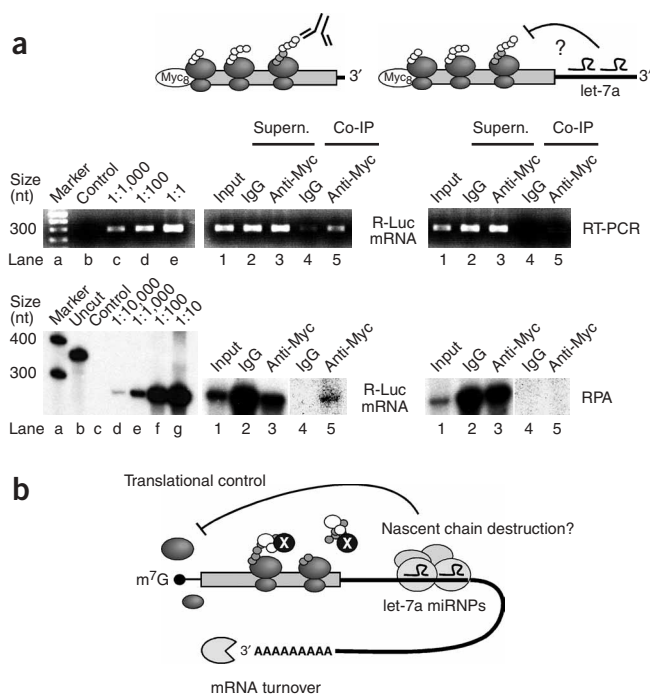 a
Myc8
3′
Myc8
?
let-7a
3′
Supern.
Co-IP
Supern.
Co-IP
Size
(nt)
Marker
Control
1:1,000
1:100
1:1
Input
IgG
Anti-Myc
IgG
Anti-Myc
Input
IgG
Anti-Myc
IgG
Anti-Myc
300
R-Luc
mRNA
RT-PCR
Lane a b c d e 1 2 3 4 5 1 2 3 4 5
Size
(nt)
Marker
Uncut
Control
1:10,000
1:1,000
1:100
1:10
Input
IgG
Anti-Myc
IgG
Anti-Myc
Input
IgG
Anti-Myc
IgG
Anti-Myc
400
300
R-Luc
mRNA
RPA
Lane a b c d e f g 1 2 3 4 5 1 2 3 4 5
b
Translational control
Nascent chain destruction?
X
X
m7G
let-7a miRNPs
3′ AAAAAAAAA
mRNA turnover